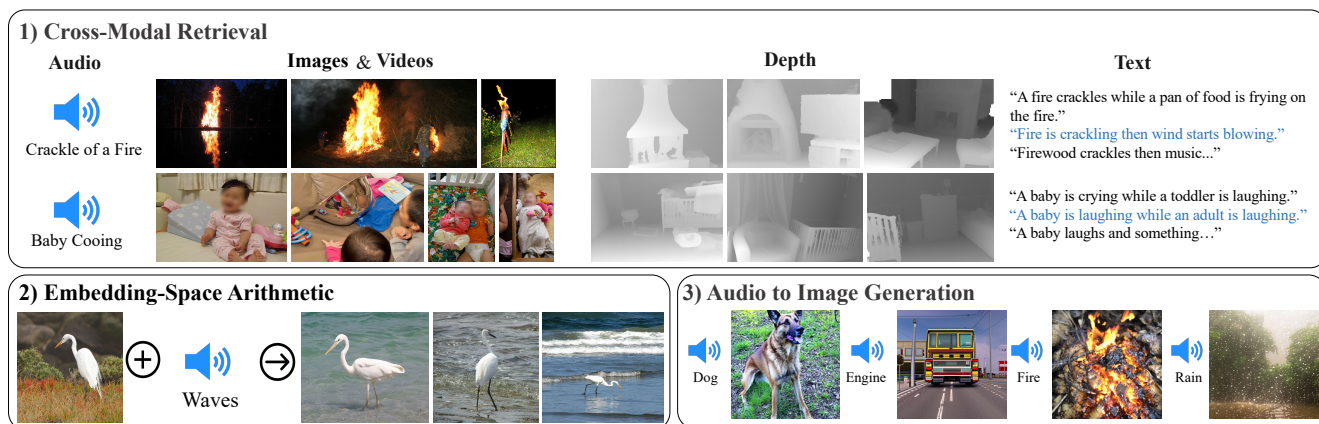 1) Cross-Modal Retrieval
Audio
Images & Videos
Depth
Text
Crackle of a Fire
“A fire crackles while a pan of food is frying on
the fire.”
“Fire is crackling then wind starts blowing.”
“Firewood crackles then music...”
Baby Cooing
“A baby is crying while a toddler is laughing.”
“A baby is laughing while an adult is laughing.”
“A baby laughs and something…”
2) Embedding-Space Arithmetic
Waves
3) Audio to Image Generation
Dog
Engine
Fire
Rain